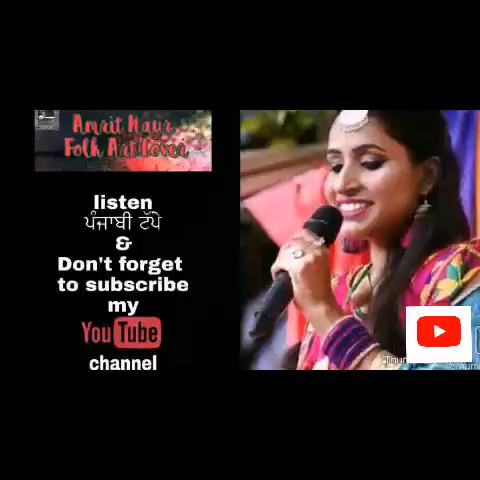 Amrit Kaur
Folk Art Lover
listen
ਪੰਜਾਬੀ ਟੱਪੇ
&
Don't forget
to subscribe
my
YouTube
channel